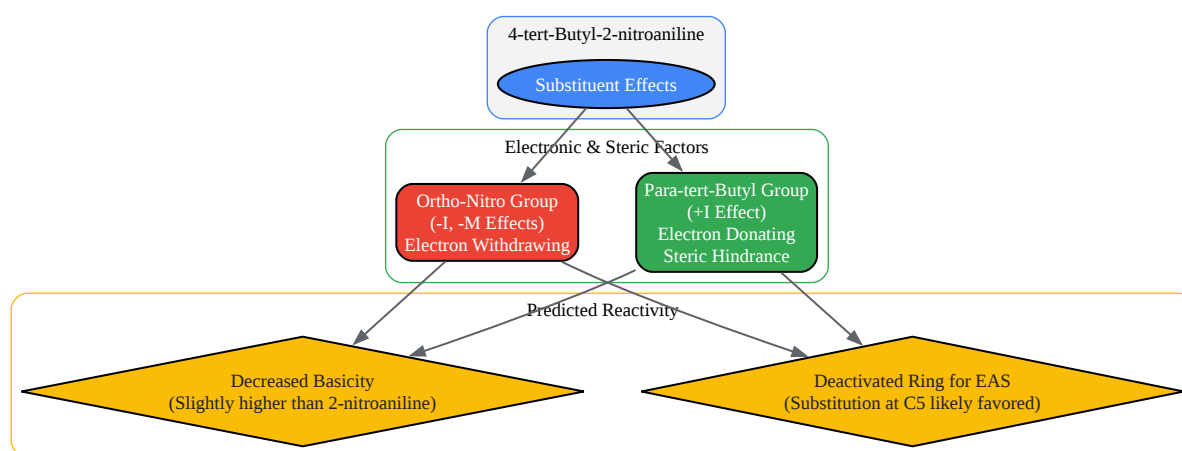 4-tert-Butyl-2-nitroaniline
Substituent Effects
Electronic & Steric Factors
Ortho-Nitro Group
(-I, -M Effects)
Electron Withdrawing
Para-tert-Butyl Group
(+I Effect)
Electron Donating
Steric Hindrance
Predicted Reactivity
Decreased Basicity
(Slightly higher than 2-nitroaniline)
Deactivated Ring for EAS
(Substitution at C5 likely favored)